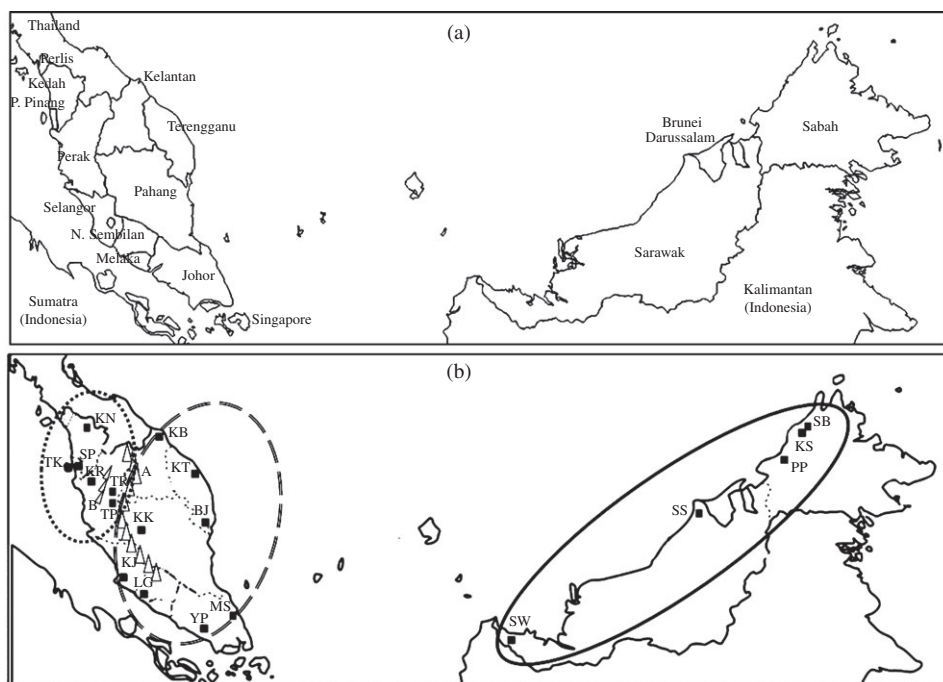 (a)
Thailand
Perlis
Kedah
P. Pinang
Kelantan
Terengganu
Perak
Pahang
Selangor
N. Sembilan
Melaka
Johor
Sumatra
(Indonesia)
Singapore
Brunei
Darussalam
Sabah
Sarawak
Kalimantan
(Indonesia)
(b)
KN
KB
TK
SP
KR
TR
A
KT
B
TP
KK
BJ
KJ
LG
MS
YP
SB
KS
PP
SS
SW